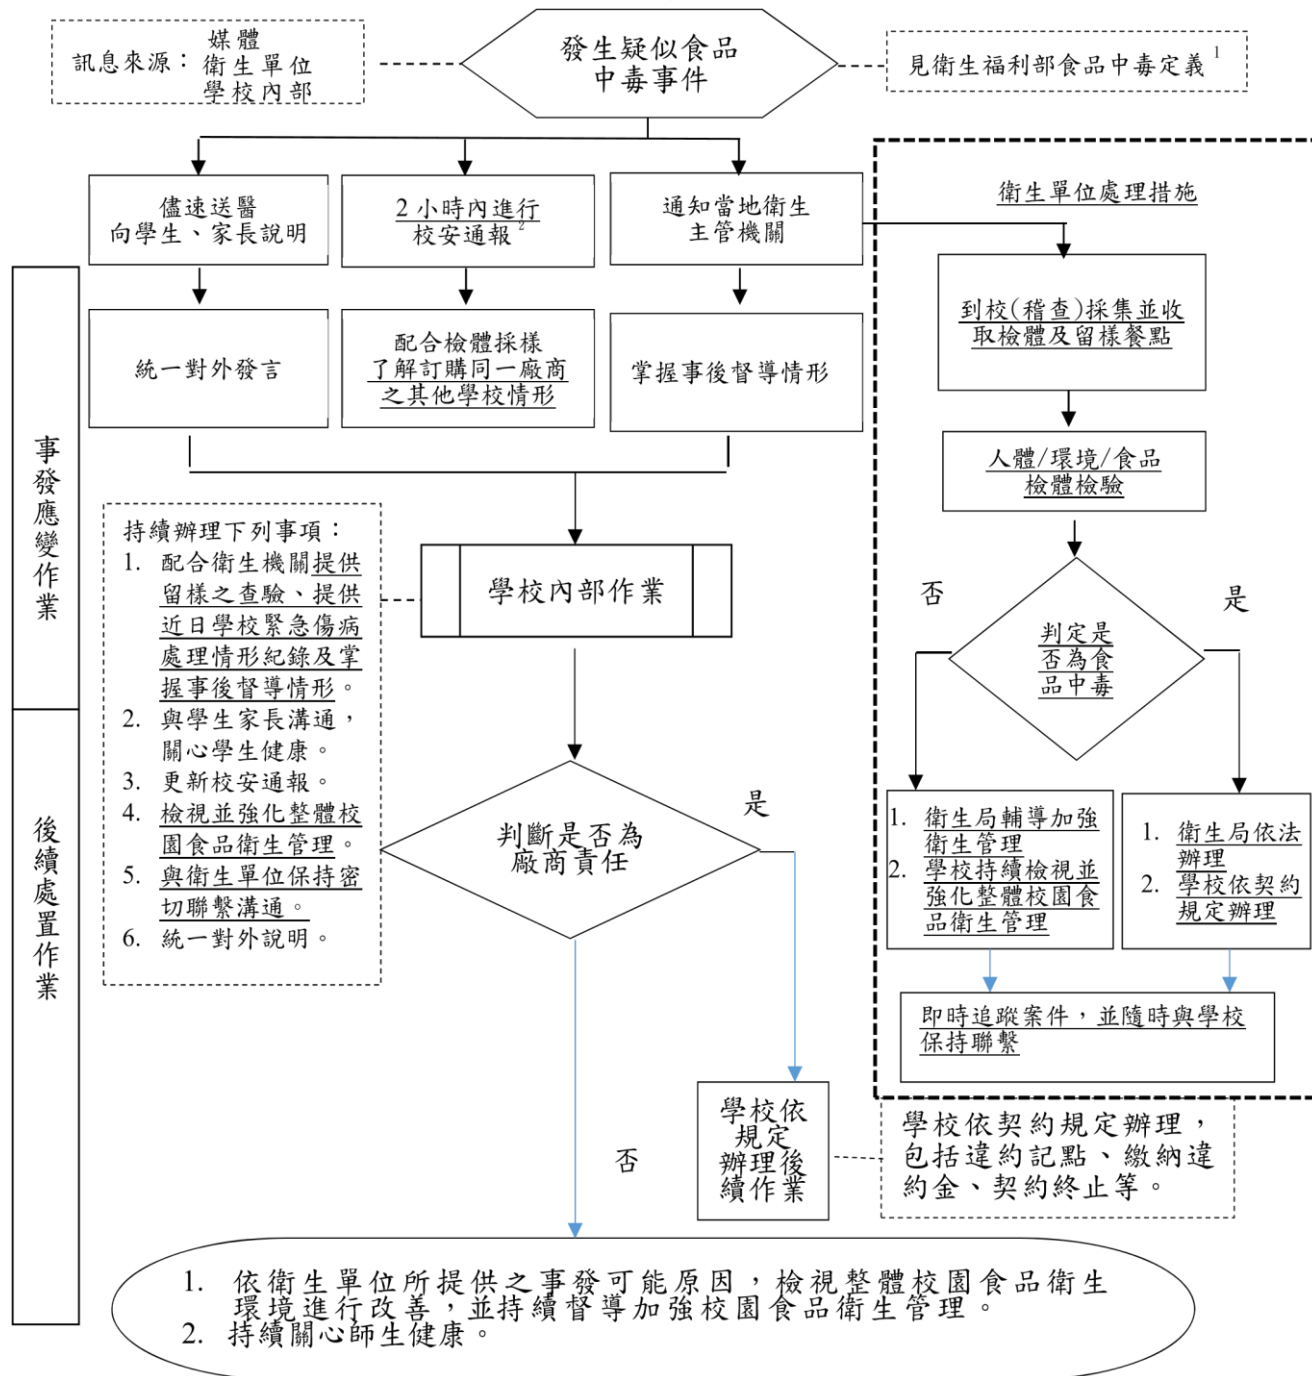 訊息來源：
媒體
衛生單位
學校內部
發生疑似食品
中毒事件
見衛生福利部食品中毒定義1
儘速送醫
向學生、家長說明
2小時內進行
校安通報2
通知當地衛生
主管機關
衛生單位處理措施
統一對外發言
配合檢體採樣
了解訂購同一廠商
之其他學校情形
掌握事後督導情形
到校(稽查)採集並收
取檢體及留樣餐點
人體/環境/食品
檢體檢驗
事發應變作業
持續辦理下列事項：
1. 配合衛生機關提供
留樣之查驗、提供
近日學校緊急傷病
處理情形紀錄及掌
握事後督導情形。
2. 與學生家長溝通，
關心學生健康。
3. 更新校安通報。
4. 檢視並強化整體校
園食品衛生管理。
5. 與衛生單位保持密
切聯繫溝通。
6. 統一對外說明。
學校內部作業
否
是
判定是
否為食
品中毒
後續處置作業
判斷是否為
廠商責任
是
1. 衛生局輔導加強
衛生管理
2. 學校持續檢視並
強化整體校園食
品衛生管理
1. 衛生局依法
辦理
2. 學校依契約
規定辦理
即時追蹤案件，並隨時與學校
保持聯繫
否
學校依
規定
辦理後
續作業
學校依契約規定辦理，
包括違約記點、繳納違
約金、契約終止等。
1. 依衛生單位所提供之事發可能原因，檢視整體校園食品衛生
環境進行改善，並持續督導加強校園食品衛生管理。
2. 持續關心師生健康。